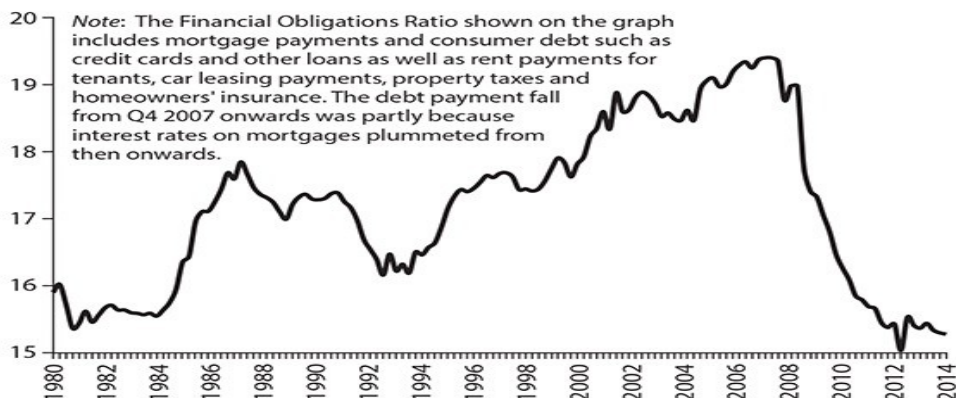 20
Note: The Financial Obligations Ratio shown on the graph
includes mortgage payments and consumer debt such as
credit cards and other loans as well as rent payments for
tenants, car leasing payments, property taxes and
homeowners' insurance. The debt payment fall
from Q4 2007 onwards was partly because
interest rates on mortgages plummeted from
then onwards.
19
18
17
16
15
1980 1982 1984 1986 1988 1990 1992 1994 1996 1998 2000 2002 2004 2006 2008 2010 2012 2014